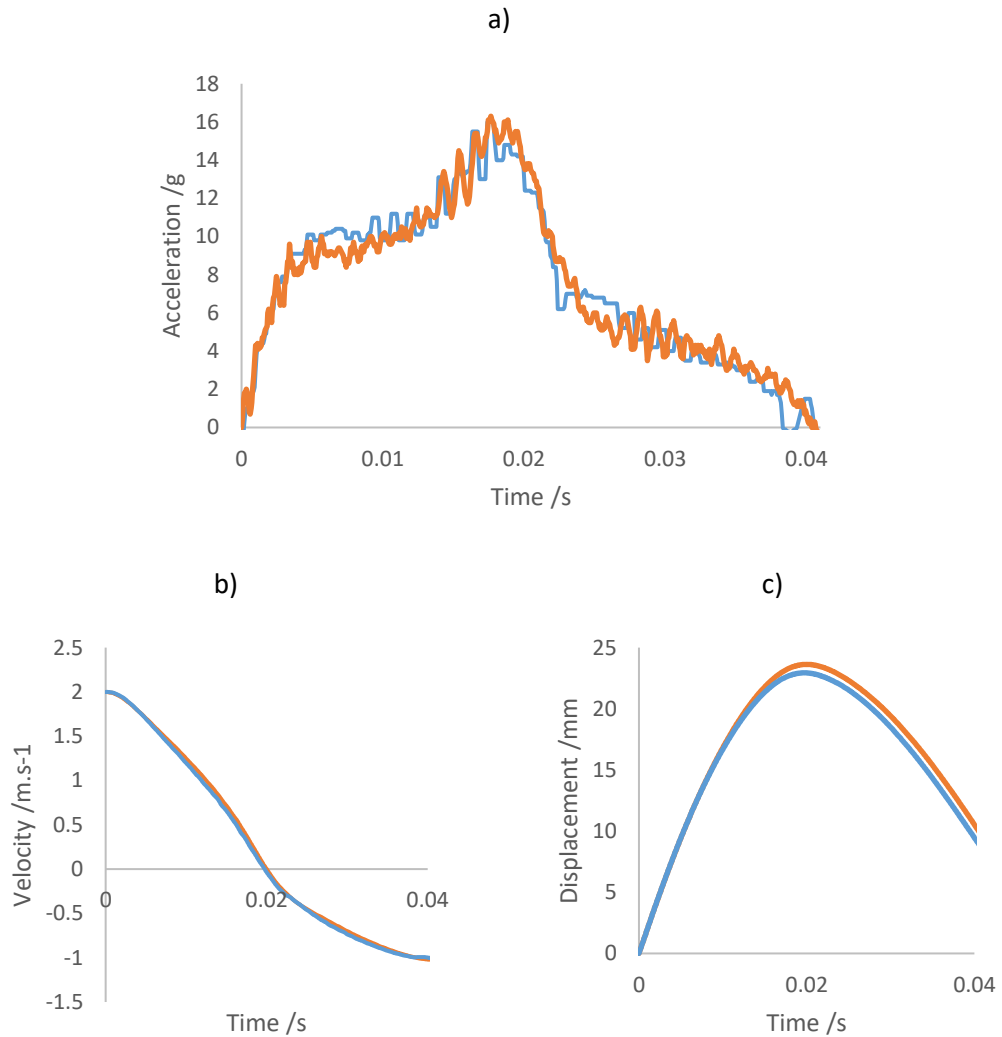 a)
18
16
14
12
10
8
6
4
2
0
Acceleration /g
0 0.01 0.02 0.03 0.04
Time /s
b)
2.5
2
1.5
1
0.5
0
-0.5
-1
-1.5
Velocity /m.s-1
0 0.02 0.04
Time /s
c)
25
20
15
10
5
0
Displacement /mm
0 0.02 0.04
Time /s